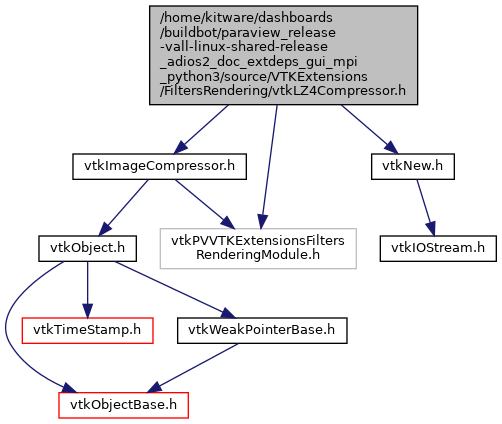 /home/kitware/dashboards
/buildbot/paraview_release
-vall-linux-shared-release
_adios2_doc_extdeps_gui_mpi
_python3/source/VTKExtensions
/FiltersRendering/vtkLZ4Compressor.h
vtkImageCompressor.h
vtkNew.h
vtkObject.h
vtkPVVTKExtensionsFilters
RenderingModule.h
vtkIOStream.h
vtkTimeStamp.h
vtkWeakPointerBase.h
vtkObjectBase.h